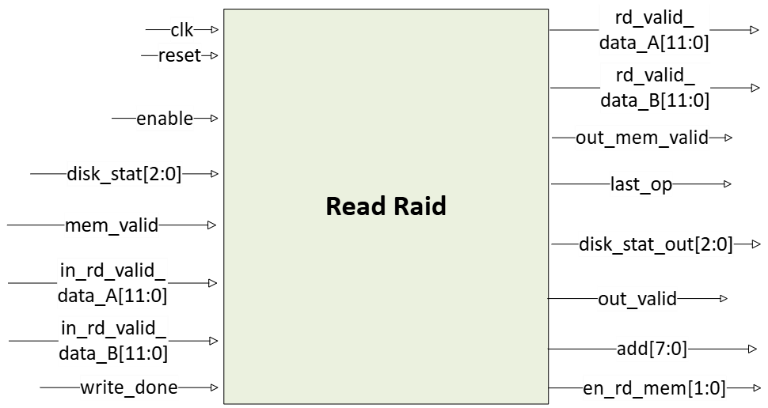 clk
reset
enable
disk_stat[2:0]
mem_valid
in_rd_valid_
data_A[11:0]
in_rd_valid_
data_B[11:0]
write_done
Read Raid
rd_valid_
data_A[11:0]
rd_valid_
data_B[11:0]
out_mem_valid
last_op
disk_stat_out[2:0]
out_valid
add[7:0]
en_rd_mem[1:0]